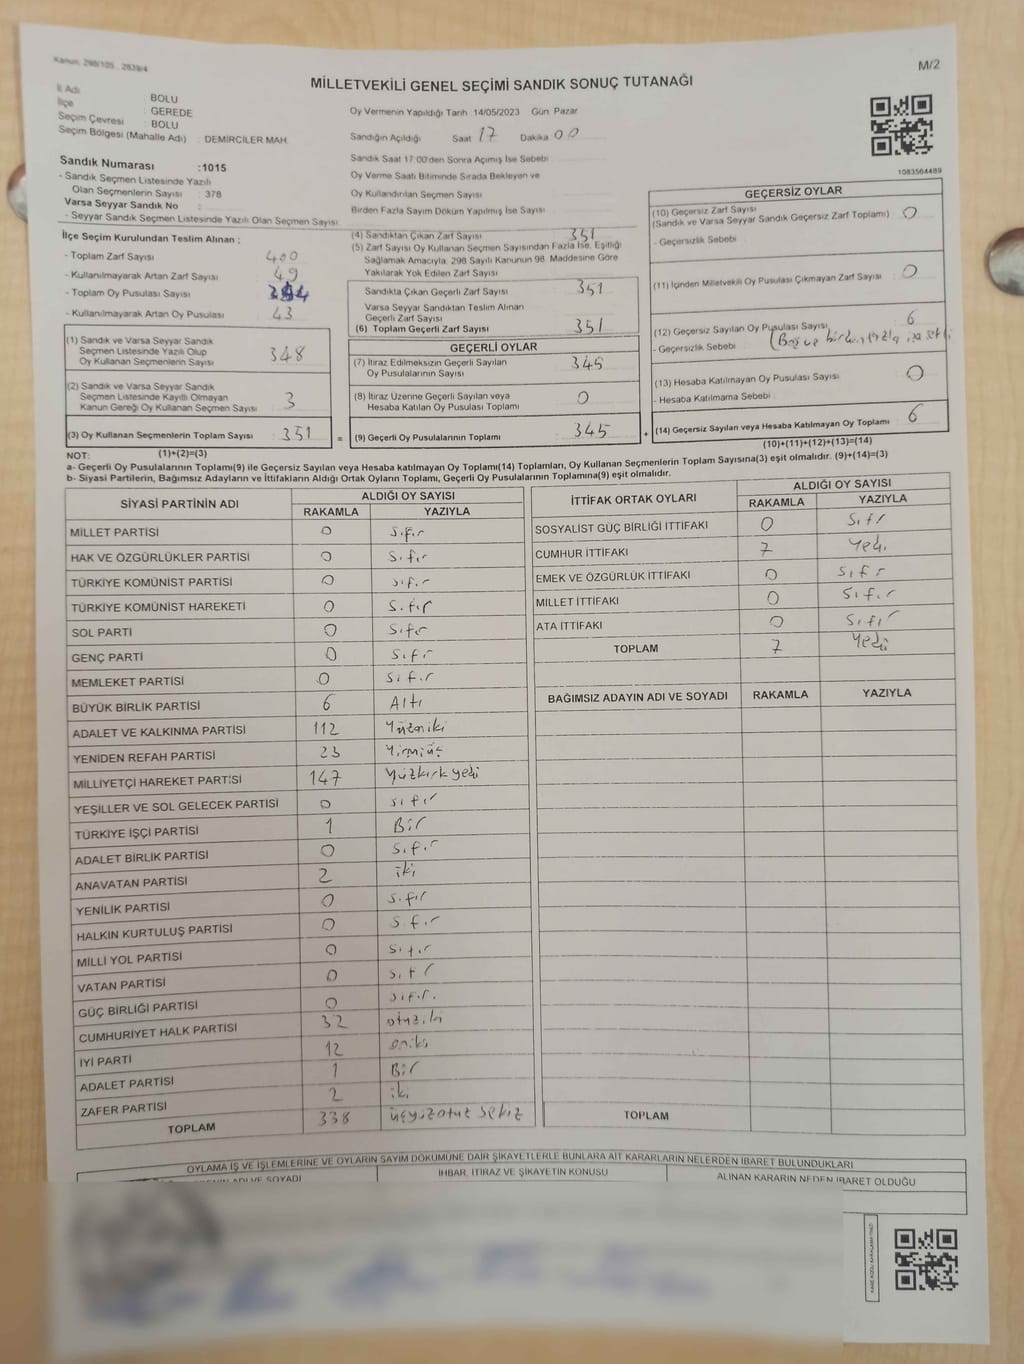 Kanun: 298/105 2839/4
M/2
MİLLETVEKİLİ GENEL SEÇİMİ SANDIK SONUÇ TUTANAĞI
İl Adı : BOLU
İlçe : GEREDE
Seçim Çevresi : BOLU
Seçim Bölgesi (Mahalle Adı) : DEMİRCİLER MAH.
Oy Vermenin Yapıldığı Tarih :14/05/2023 Gün: Pazar
Sandığın Açıldığı Saat 17 Dakika 00
Sandık Saat 17:00'den Sonra Açılmış İse Sebebi
Oy Verme Saati Bitiminde Sırada Bekleyen ve
Oy Kullandırılan Seçmen Sayısı
Birden Fazla Sayım Döküm Yapılmış İse Sayısı
1083564489
Sandık Numarası :1015
- Sandık Seçmen Listesinde Yazılı
Olan Seçmenlerin Sayısı : 378
Varsa Seyyar Sandık No
- Seyyar Sandık Seçmen Listesinde Yazılı Olan Seçmen Sayısı
İlçe Seçim Kurulundan Teslim Alınan :
- Toplam Zarf Sayısı 400
- Kullanılmayarak Artan Zarf Sayısı 49
- Toplam Oy Pusulası Sayısı
- Kullanılmayarak Artan Oy Pusulası 43
(1) Sandık ve Varsa Seyyar Sandık
Seçmen Listesinde Yazılı Olup
Oy Kullanan Seçmenlerin Sayısı 348
(2) Sandık ve Varsa Seyyar Sandık
Seçmen Listesinde Kayıtlı Olmayan
Kanun Gereği Oy Kullanan Seçmen Sayısı 3
(3) Oy Kullanan Seçmenlerin Toplam Sayısı 351 =
(4) Sandıktan Çıkan Zarf Sayısı 351
(5) Zarf Sayısı Oy Kullanan Seçmen Sayısından Fazla İse, Eşitliği
Sağlamak Amacıyla, 298 Sayılı Kanunun 98. Maddesine Göre
Yakılarak Yok Edilen Zarf Sayısı
Sandıkta Çıkan Geçerli Zarf Sayısı 351
Varsa Seyyar Sandıktan Teslim Alınan
Geçerli Zarf Sayısı
(6) Toplam Geçerli Zarf Sayısı 351
GEÇERLİ OYLAR
(7) İtiraz Edilmeksizin Geçerli Sayılan
Oy Pusulalarının Sayısı 345
(8) İtiraz Üzerine Geçerli Sayılan veya
Hesaba Katılan Oy Pusulası Toplamı 0
(9) Geçerli Oy Pusulalarının Toplamı 345 +
GEÇERSİZ OYLAR
(10) Geçersiz Zarf Sayısı
(Sandık ve Varsa Seyyar Sandık Geçersiz Zarf Toplamı) 0
- Geçersizlik Sebebi
(11) İçinden Milletvekili Oy Pusulası Çıkmayan Zarf Sayısı 0
(12) Geçersiz Sayılan Oy Pusulası Sayısı 6
- Geçersizlik Sebebi
(13) Hesaba Katılmayan Oy Pusulası Sayısı 0
- Hesaba Katılmama Sebebi
(14) Geçersiz Sayılan veya Hesaba Katılmayan Oy Toplamı 6
NOT: (1)+(2)=(3)
(10)+(11)+(12)+(13)=(14)
a- Geçerli Oy Pusulalarının Toplamı(9) ile Geçersiz Sayılan veya Hesaba katılmayan Oy Toplamı(14) Toplamları, Oy Kullanan Seçmenlerin Toplam Sayısına(3) eşit olmalıdır. (9)+(14)=(3)
b- Siyasi Partilerin, Bağımsız Adayların ve İttifakların Aldığı Ortak Oyların Toplamı, Geçerli Oy Pusulalarının Toplamına(9) eşit olmalıdır.
SİYASİ PARTİNİN ADI ALDIĞI OY SAYISI
RAKAMLA YAZIYLA
MİLLET PARTİSİ 0 Sıfır
HAK VE ÖZGÜRLÜKLER PARTİSİ 0 Sıfır
TÜRKİYE KOMÜNİST PARTİSİ 0 Sıfır
TÜRKİYE KOMÜNİST HAREKETİ 0 Sıfır
SOL PARTİ 0 Sıfır
GENÇ PARTİ 0 Sıfır
MEMLEKET PARTİSİ 0 Sıfır
BÜYÜK BİRLİK PARTİSİ 6 Altı
ADALET VE KALKINMA PARTİSİ 112 Yüzoniki
YENİDEN REFAH PARTİSİ 23 Yirmiüç
MİLLİYETÇİ HAREKET PARTİSİ 147 Yüzkırkyedi
YEŞİLLER VE SOL GELECEK PARTİSİ 0 Sıfır
TÜRKİYE İŞÇİ PARTİSİ 1 Bir
ADALET BİRLİK PARTİSİ 0 Sıfır
ANAVATAN PARTİSİ 2 iki
YENİLİK PARTİSİ 0 Sıfır
HALKIN KURTULUŞ PARTİSİ 0 Sıfır
MİLLİ YOL PARTİSİ 0 Sıfır
VATAN PARTİSİ 0 Sıfır
GÜÇ BİRLİĞİ PARTİSİ 0 Sıfır
CUMHURİYET HALK PARTİSİ 32 otuziki
İYİ PARTİ 12 oniki
ADALET PARTİSİ 1 Bir
ZAFER PARTİSİ 2 iki
TOPLAM 338 üçyüzotuz sekiz
İTTİFAK ORTAK OYLARI ALDIĞI OY SAYISI
RAKAMLA YAZIYLA
SOSYALİST GÜÇ BİRLİĞİ İTTİFAKI 0 Sıfır
CUMHUR İTTİFAKI 7 Yedi
EMEK VE ÖZGÜRLÜK İTTİFAKI 0 Sıfır
MİLLET İTTİFAKI 0 Sıfır
ATA İTTİFAKI 0 Sıfır
TOPLAM 7 Yedi
BAĞIMSIZ ADAYIN ADI VE SOYADI RAKAMLA YAZIYLA
TOPLAM
OYLAMA İŞ VE İŞLEMLERİNE VE OYLARIN SAYIM DÖKÜMÜNE DAİR ŞİKAYETLERLE BUNLARA AİT KARARLARIN NELERDEN İBARET BULUNDUKLARI
ADI VE SOYADI İHBAR, İTİRAZ VE ŞİKAYETİN KONUSU ALINAN KARARIN NEDEN İBARET OLDUĞU